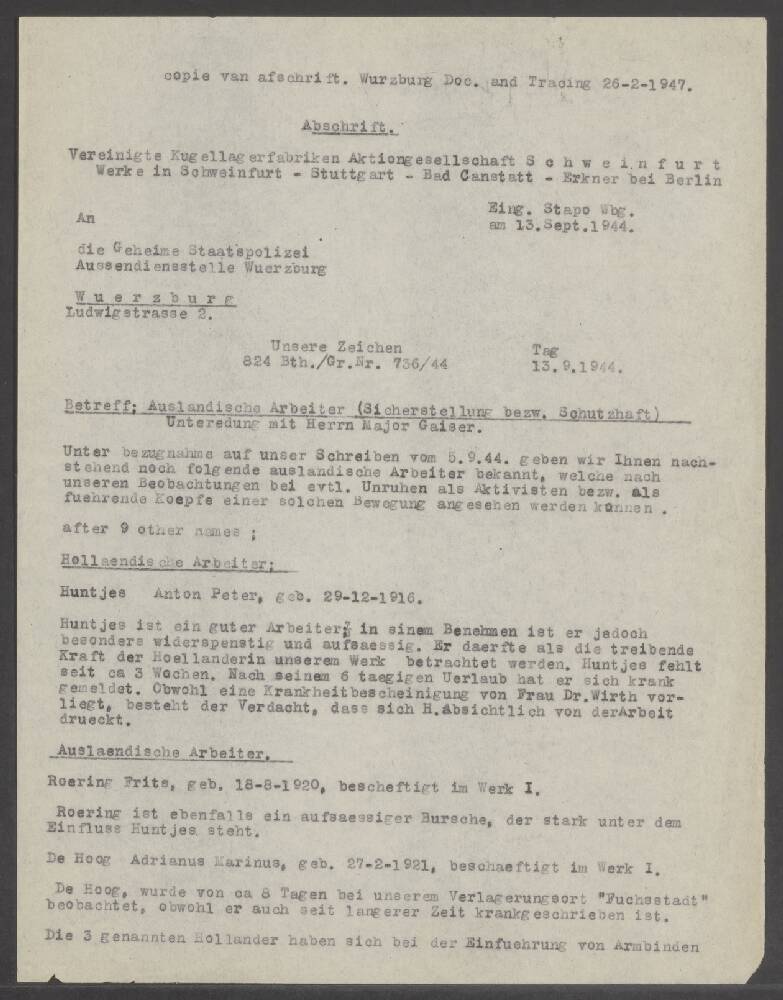 copie van afschrift. Wurzburg Doc. and Tracing 26-2-1947.
Abschrift.
Vereinigte Kugellagerfabriken Aktiengesellschaft S c h w e i n f u r t
Werke in Schweinfurt - Stuttgart - Bad Canstatt - Erkner bei Berlin
Eing. Stapo Wbg.
am 13.Sept.1944.
An
die Geheime Staatspolizei
Aussendiensstelle Wuerzburg
W u e r z b u r g
Ludwigstrasse 2.
Unsere Zeichen
824 Bth./Gr.Nr. 736/44
Tag
13.9.1944.
Betreff; Auslandische Arbeiter (Sicherstellung bezw. Schutzhaft)
Unteredung mit Herrn Major Gaiser.
Unter bezugnahme auf unser Schreiben vom 5.9.44. geben wir Ihnen nach-
stehend noch folgende auslandische Arbeiter bekannt, welche nach
unseren Beobachtungen bei evtl. Unruhen als Aktivisten bezw. als
fuehrende Koepfe einer solchen Bewegung angesehen werden können .
after 9 other names ;
Hollaendische Arbeiter;
Huntjes Anton Peter, geb. 29-12-1916.
Huntjes ist ein guter Arbeiter; in sinem Benehmen ist er jedoch
besonders widerspenstig und aufsaessig. Er daerfte als die treibende
Kraft der Hoellanderin unserem Werk betrachtet werden. Huntjes fehlt
seit ca 3 Wochen. Nach seinem 6 taegigen Uerlaub hat er sich krank
gemeldet. Obwohl eine Krankheitbescheinigung von Frau Dr.Wirth vor-
liegt, besteht der Verdacht, dass sich H.absichtlich von derArbeit
drueckt.
Auslaendische Arbeiter.
Roering Frits, geb. 18-8-1920, bescheftigt im Werk I.
Roering ist ebenfalls ein aufsaessiger Bursche, der stark unter dem
Einfluss Huntjes steht.
De Hoog Adrianus Marinus, geb. 27-2-1921, beschaeftigt im Werk I.
De Hoog, wurde von ca 8 Tagen bei unserem Verlagerungsort "Fuchsstadt"
beobachtet, obwohl er auch seit langerer Zeit krankgeschrieben ist.
Die 3 genannten Hollander haben sich bei der Einfuehrung von Armbinden